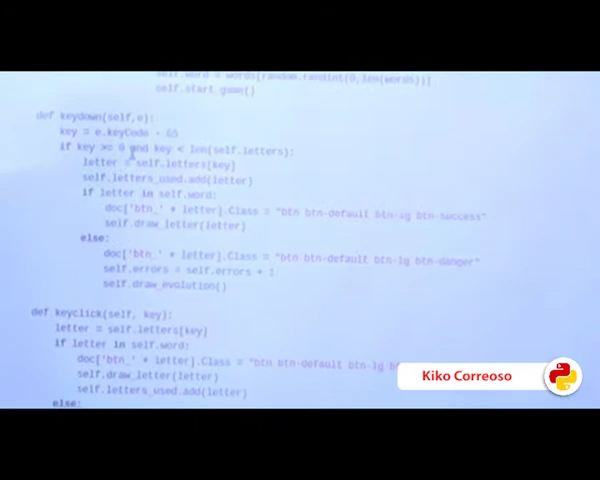 self.word = words[random.randint(0,len(words))]
self.start_game()
def keydown(self,e):
key = e.keyCode - 65
if key >= 0 and key < len(self.letters):
letter = self.letters[key]
self.letters_used.add(letter)
if letter in self.word:
doc['btn_' + letter].Class = "btn btn-default btn-lg btn-success"
self.draw_letter(letter)
else:
doc['btn_' + letter].Class = "btn btn-default btn-lg btn-danger"
self.errors = self.errors + 1
self.draw_evolution()
def keyclick(self, key):
letter = self.letters[key]
if letter in self.word:
doc['btn_' + letter].Class = "btn btn-default btn-lg
self.draw_letter(letter)
self.letters_used.add(letter)
else:
Kiko Correoso